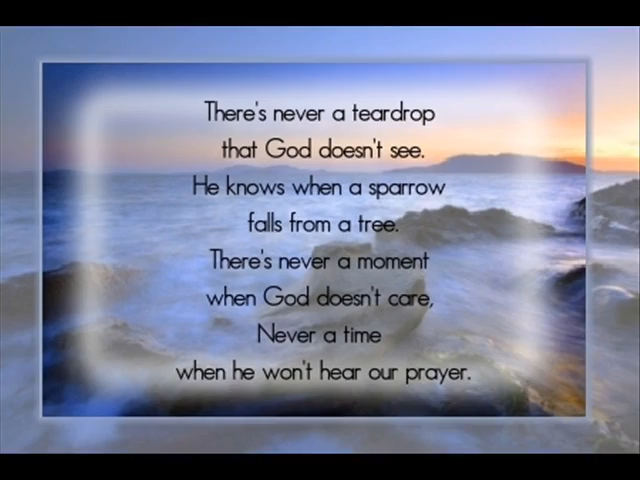 There's never a teardrop
that God doesn't see.
He knows when a sparrow
falls from a tree.
There's never a moment
when God doesn't care,
Never a time
when he won't hear our prayer.